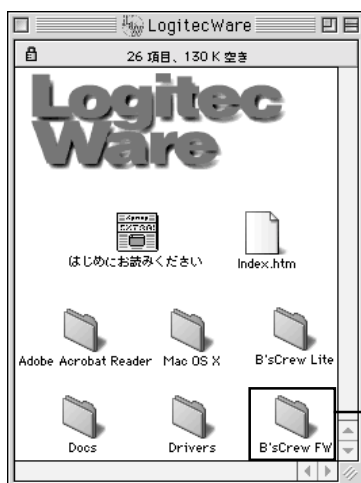 LogitecWare
26 項目、130 K 空き
Logitec
Ware
はじめにお読みください
Index.htm
Adobe Acrobat Reader
Mac OS X
B'sCrew Lite
Docs
Drivers
B'sCrew FW